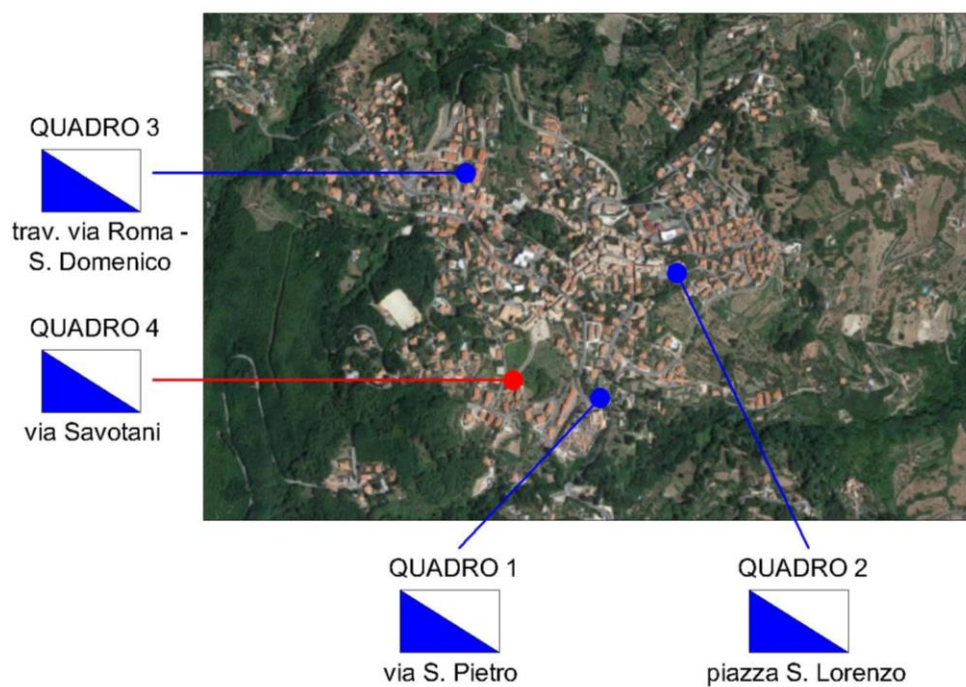 QUADRO 3
trav. via Roma -
S. Domenico
QUADRO 4
via Savotani
QUADRO 1
via S. Pietro
QUADRO 2
piazza S. Lorenzo